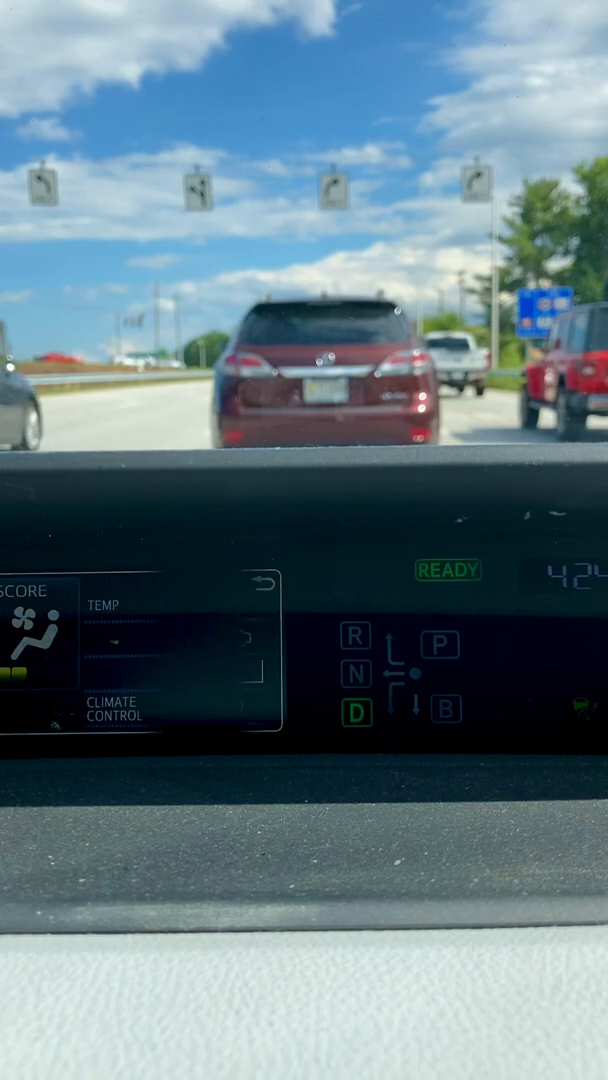 SCORE
TEMP
READY
424
R
P
N
CLIMATE
CONTROL
D
B